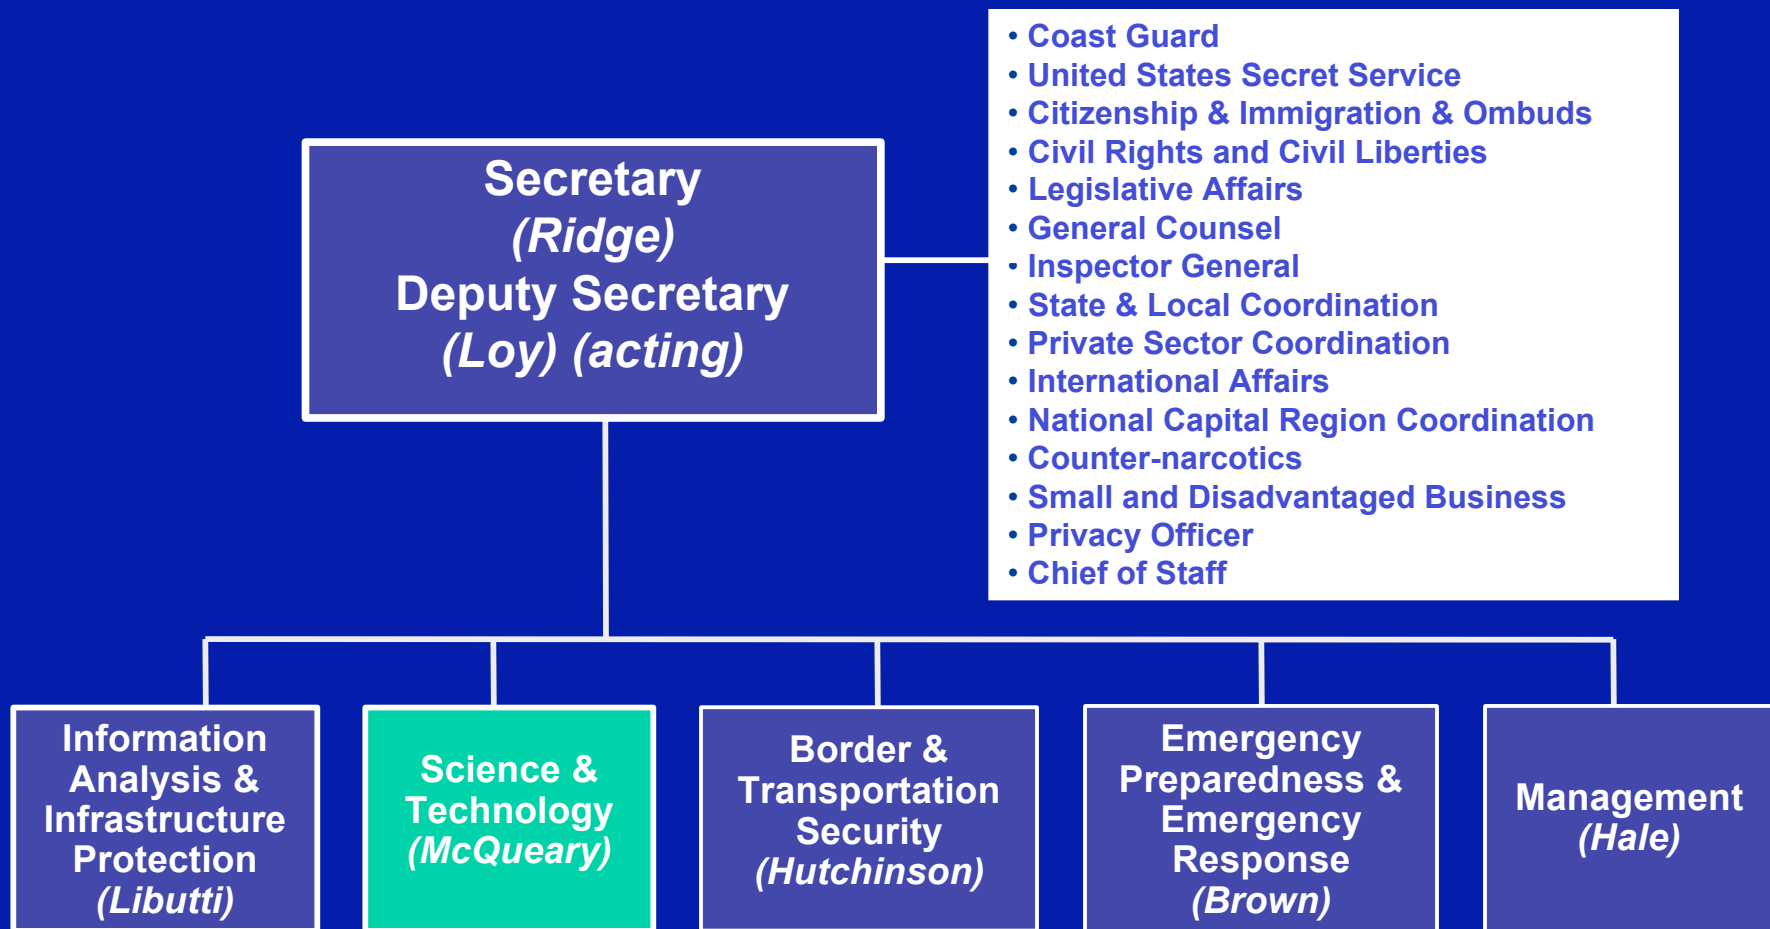 Secretary
(Ridge)
Deputy Secretary
(Loy) (acting)
• Coast Guard
• United States Secret Service
• Citizenship & Immigration & Ombuds
• Civil Rights and Civil Liberties
• Legislative Affairs
• General Counsel
• Inspector General
• State & Local Coordination
• Private Sector Coordination
• International Affairs
• National Capital Region Coordination
• Counter-narcotics
• Small and Disadvantaged Business
• Privacy Officer
• Chief of Staff
Information
Analysis &
Infrastructure
Protection
(Libutti)
Science &
Technology
(McQueary)
Border &
Transportation
Security
(Hutchinson)
Emergency
Preparedness &
Emergency
Response
(Brown)
Management
(Hale)